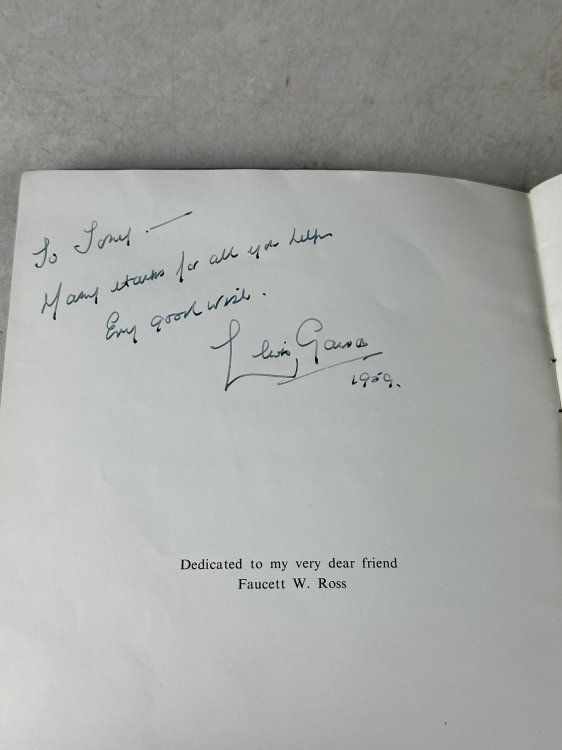 To Tony. —
Many thanks for all your help
Every good wish.
Lewis Ganson
1959.
Dedicated to my very dear friend
Faucett W. Ross